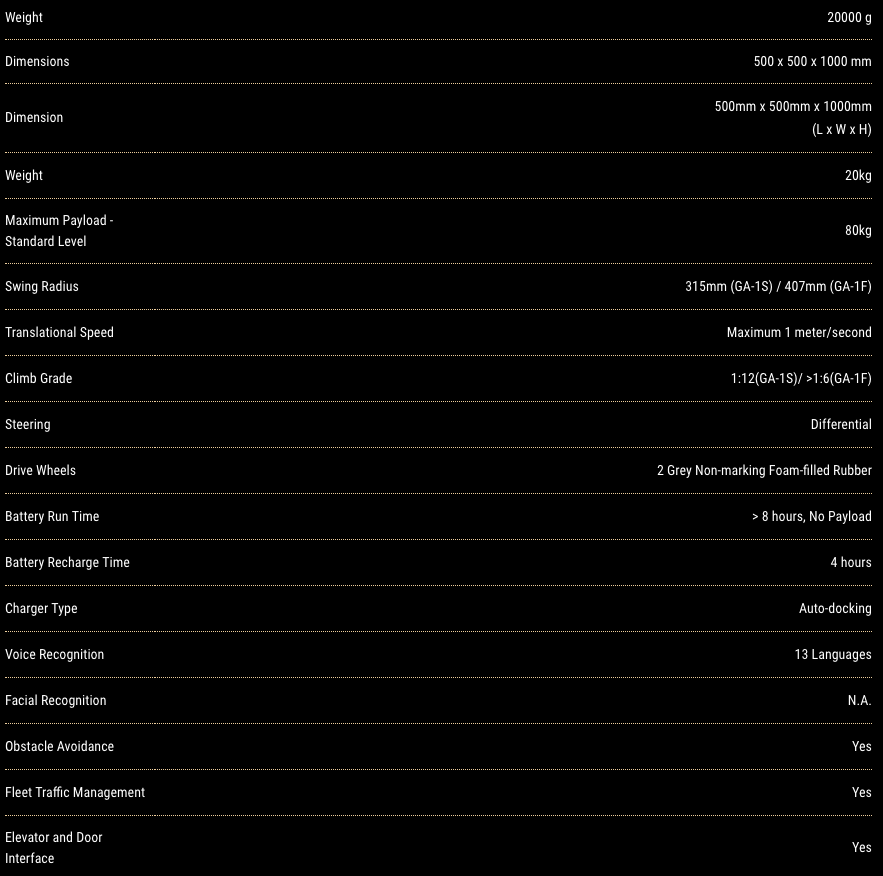 Weight 20000 g
Dimensions 500 x 500 x 1000 mm
Dimension 500mm x 500mm x 1000mm
(L x W x H)
Weight 20kg
Maximum Payload -
Standard Level 80kg
Swing Radius 315mm (GA-1S) / 407mm (GA-1F)
Translational Speed Maximum 1 meter/second
Climb Grade 1:12(GA-1S)/ >1:6(GA-1F)
Steering Differential
Drive Wheels 2 Grey Non-marking Foam-filled Rubber
Battery Run Time > 8 hours, No Payload
Battery Recharge Time 4 hours
Charger Type Auto-docking
Voice Recognition 13 Languages
Facial Recognition N.A.
Obstacle Avoidance Yes
Fleet Traffic Management Yes
Elevator and Door
Interface Yes